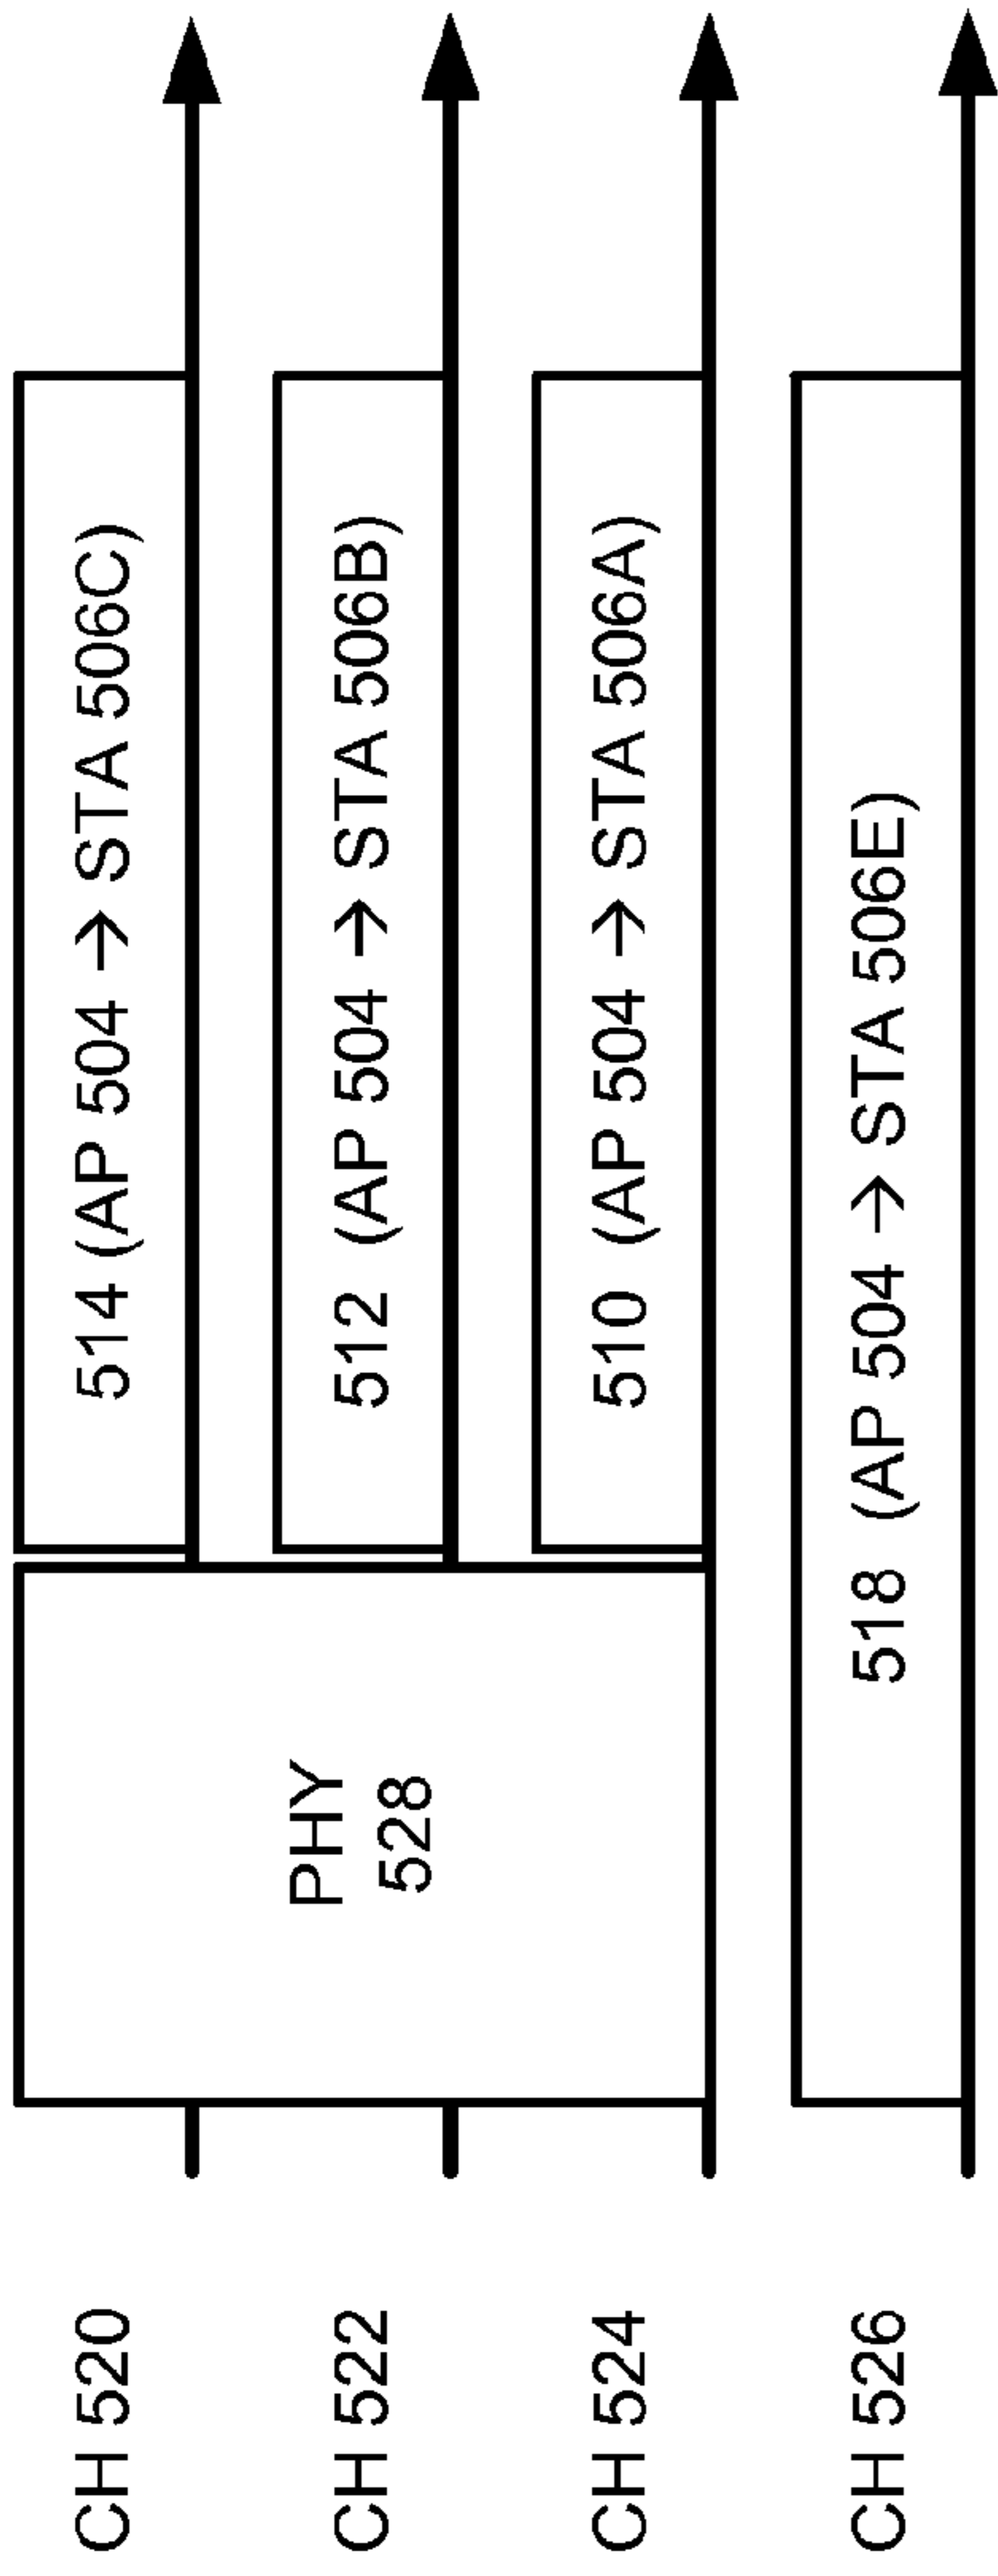 CH 520
514 (AP 504 → STA 506C)
PHY
528
CH 522
512 (AP 504 → STA 506B)
CH 524
510 (AP 504 → STA 506A)
CH 526
518 (AP 504 → STA 506E)